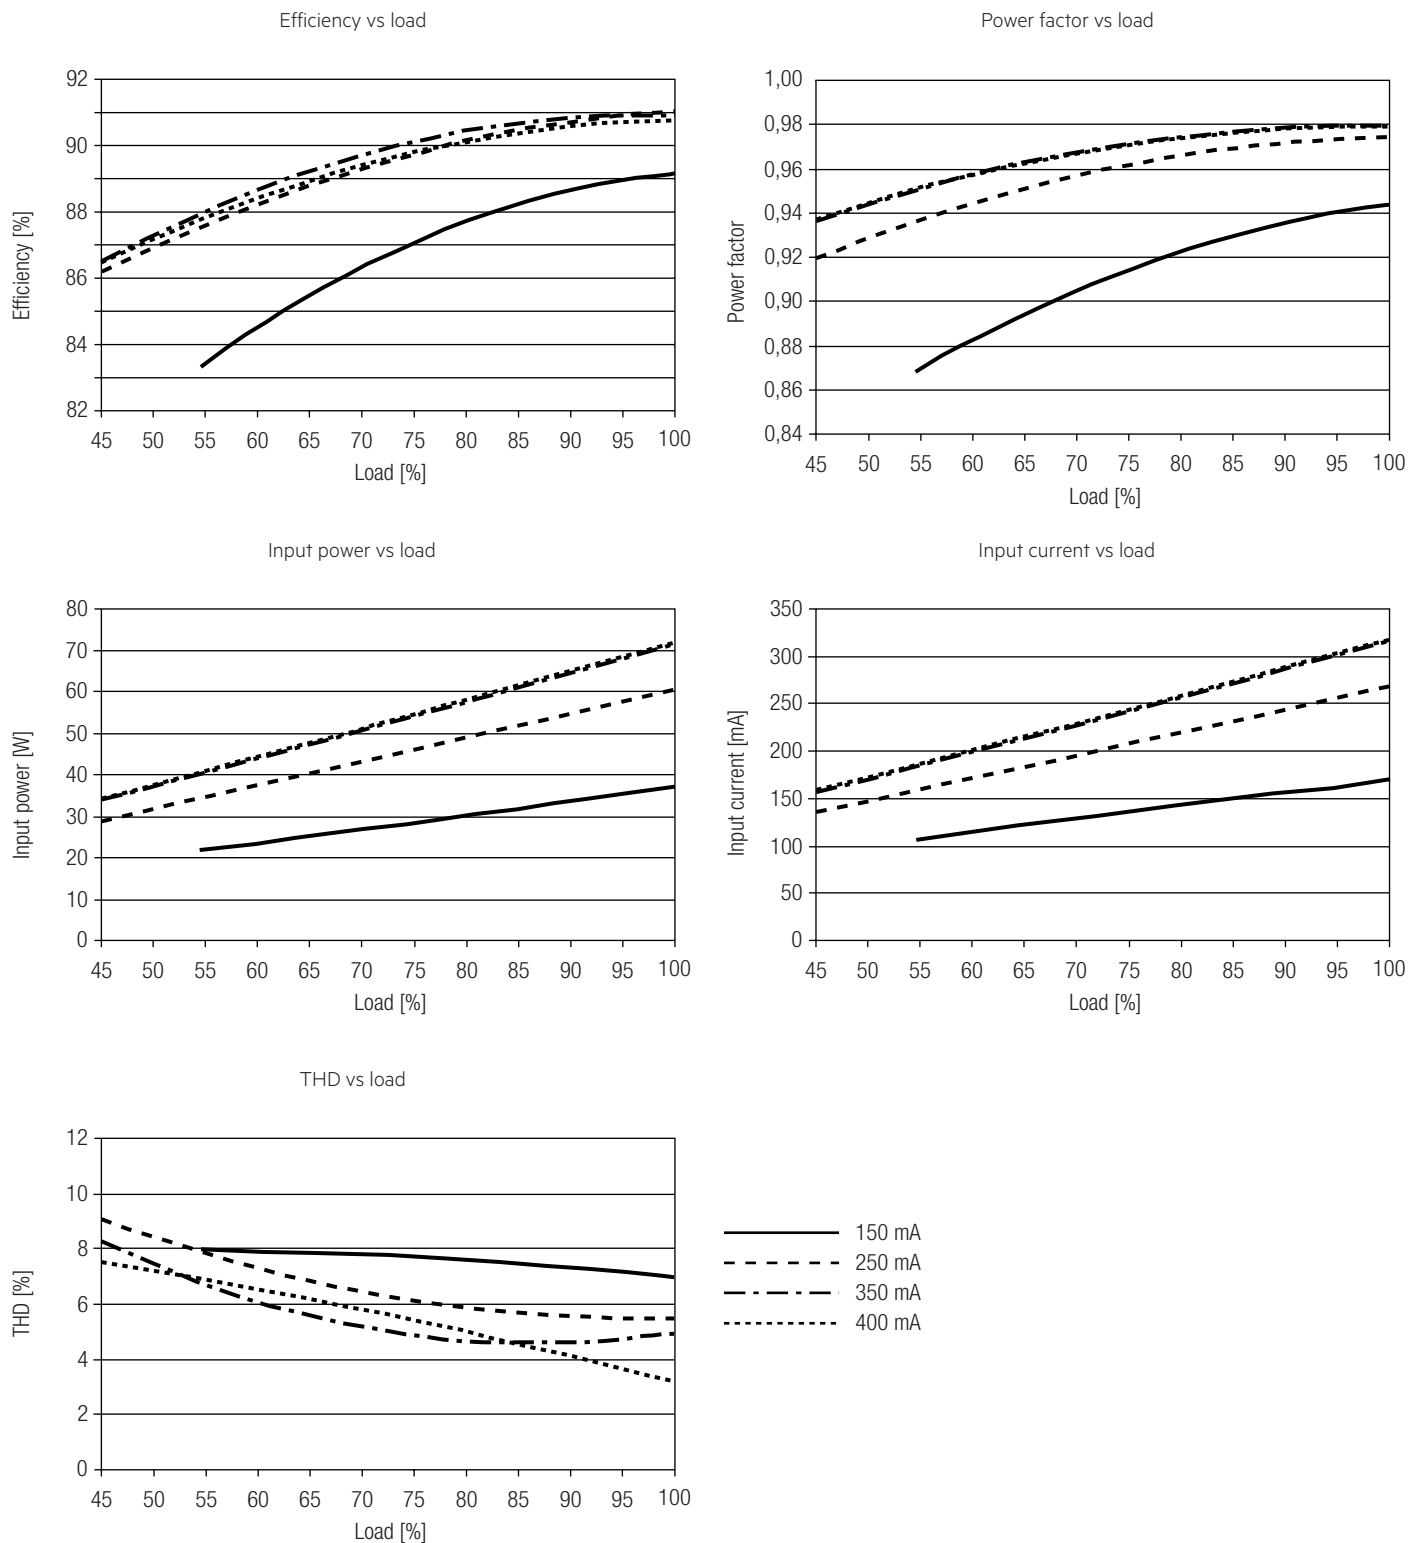 Efficiency vs load
92
90
88
86
84
82
45 50 55 60 65 70 75 80 85 90 95 100
Efficiency [%]
Load [%]
Power factor vs load
1,00
0,98
0,96
0,94
0,92
0,90
0,88
0,86
0,84
45 50 55 60 65 70 75 80 85 90 95 100
Power factor
Load [%]
Input power vs load
80
70
60
50
40
30
20
10
0
45 50 55 60 65 70 75 80 85 90 95 100
Input power [W]
Load [%]
Input current vs load
350
300
250
200
150
100
50
0
45 50 55 60 65 70 75 80 85 90 95 100
Input current [mA]
Load [%]
THD vs load
12
10
8
6
4
2
0
45 50 55 60 65 70 75 80 85 90 95 100
THD [%]
Load [%]
150 mA
250 mA
350 mA
400 mA